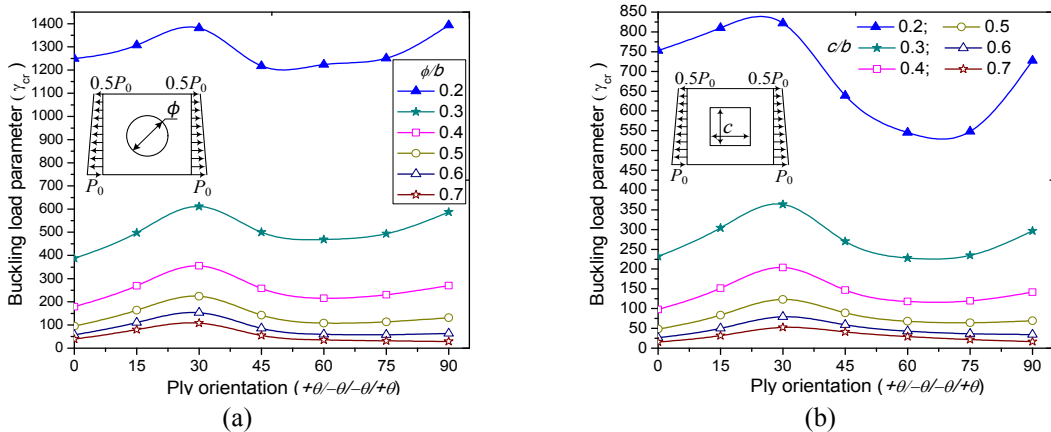 1400
1300
1200
1100
1000
900
800
700
600
500
400
300
200
100
0
Buckling load parameter (γcr)
0.5P0 0.5P0
ϕ
P0 P0
ϕ/b
0.2
0.3
0.4
0.5
0.6
0.7
0 15 30 45 60 75 90
Ply orientation (+θ/-θ/-θ/+θ)
(a)
850
800
750
700
650
600
550
500
450
400
350
300
250
200
150
100
50
0
Buckling load parameter (γcr)
0.2; 0.5
c/b 0.3; 0.6
0.4; 0.7
0.5P0 0.5P0
c
P0 P0
0 15 30 45 60 75 90
Ply orientation (+θ/-θ/-θ/+θ)
(b)